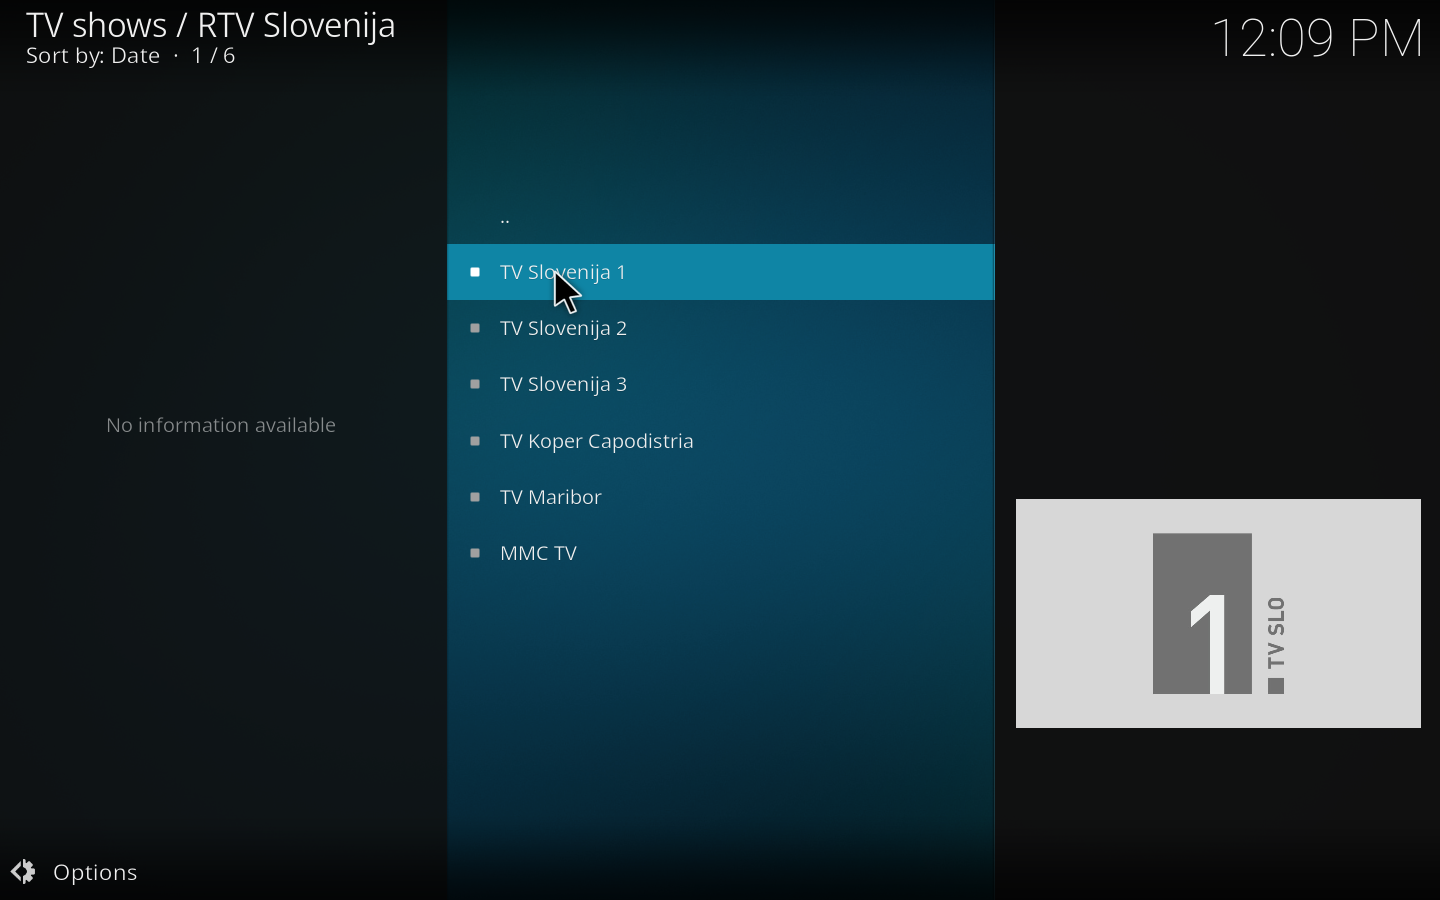 TV shows / RTV Slovenija
Sort by: Date · 1 / 6
12:09 PM
..
TV Slovenija 1
TV Slovenija 2
TV Slovenija 3
TV Koper Capodistria
TV Maribor
MMC TV
No information available
1
TV SLO
Options